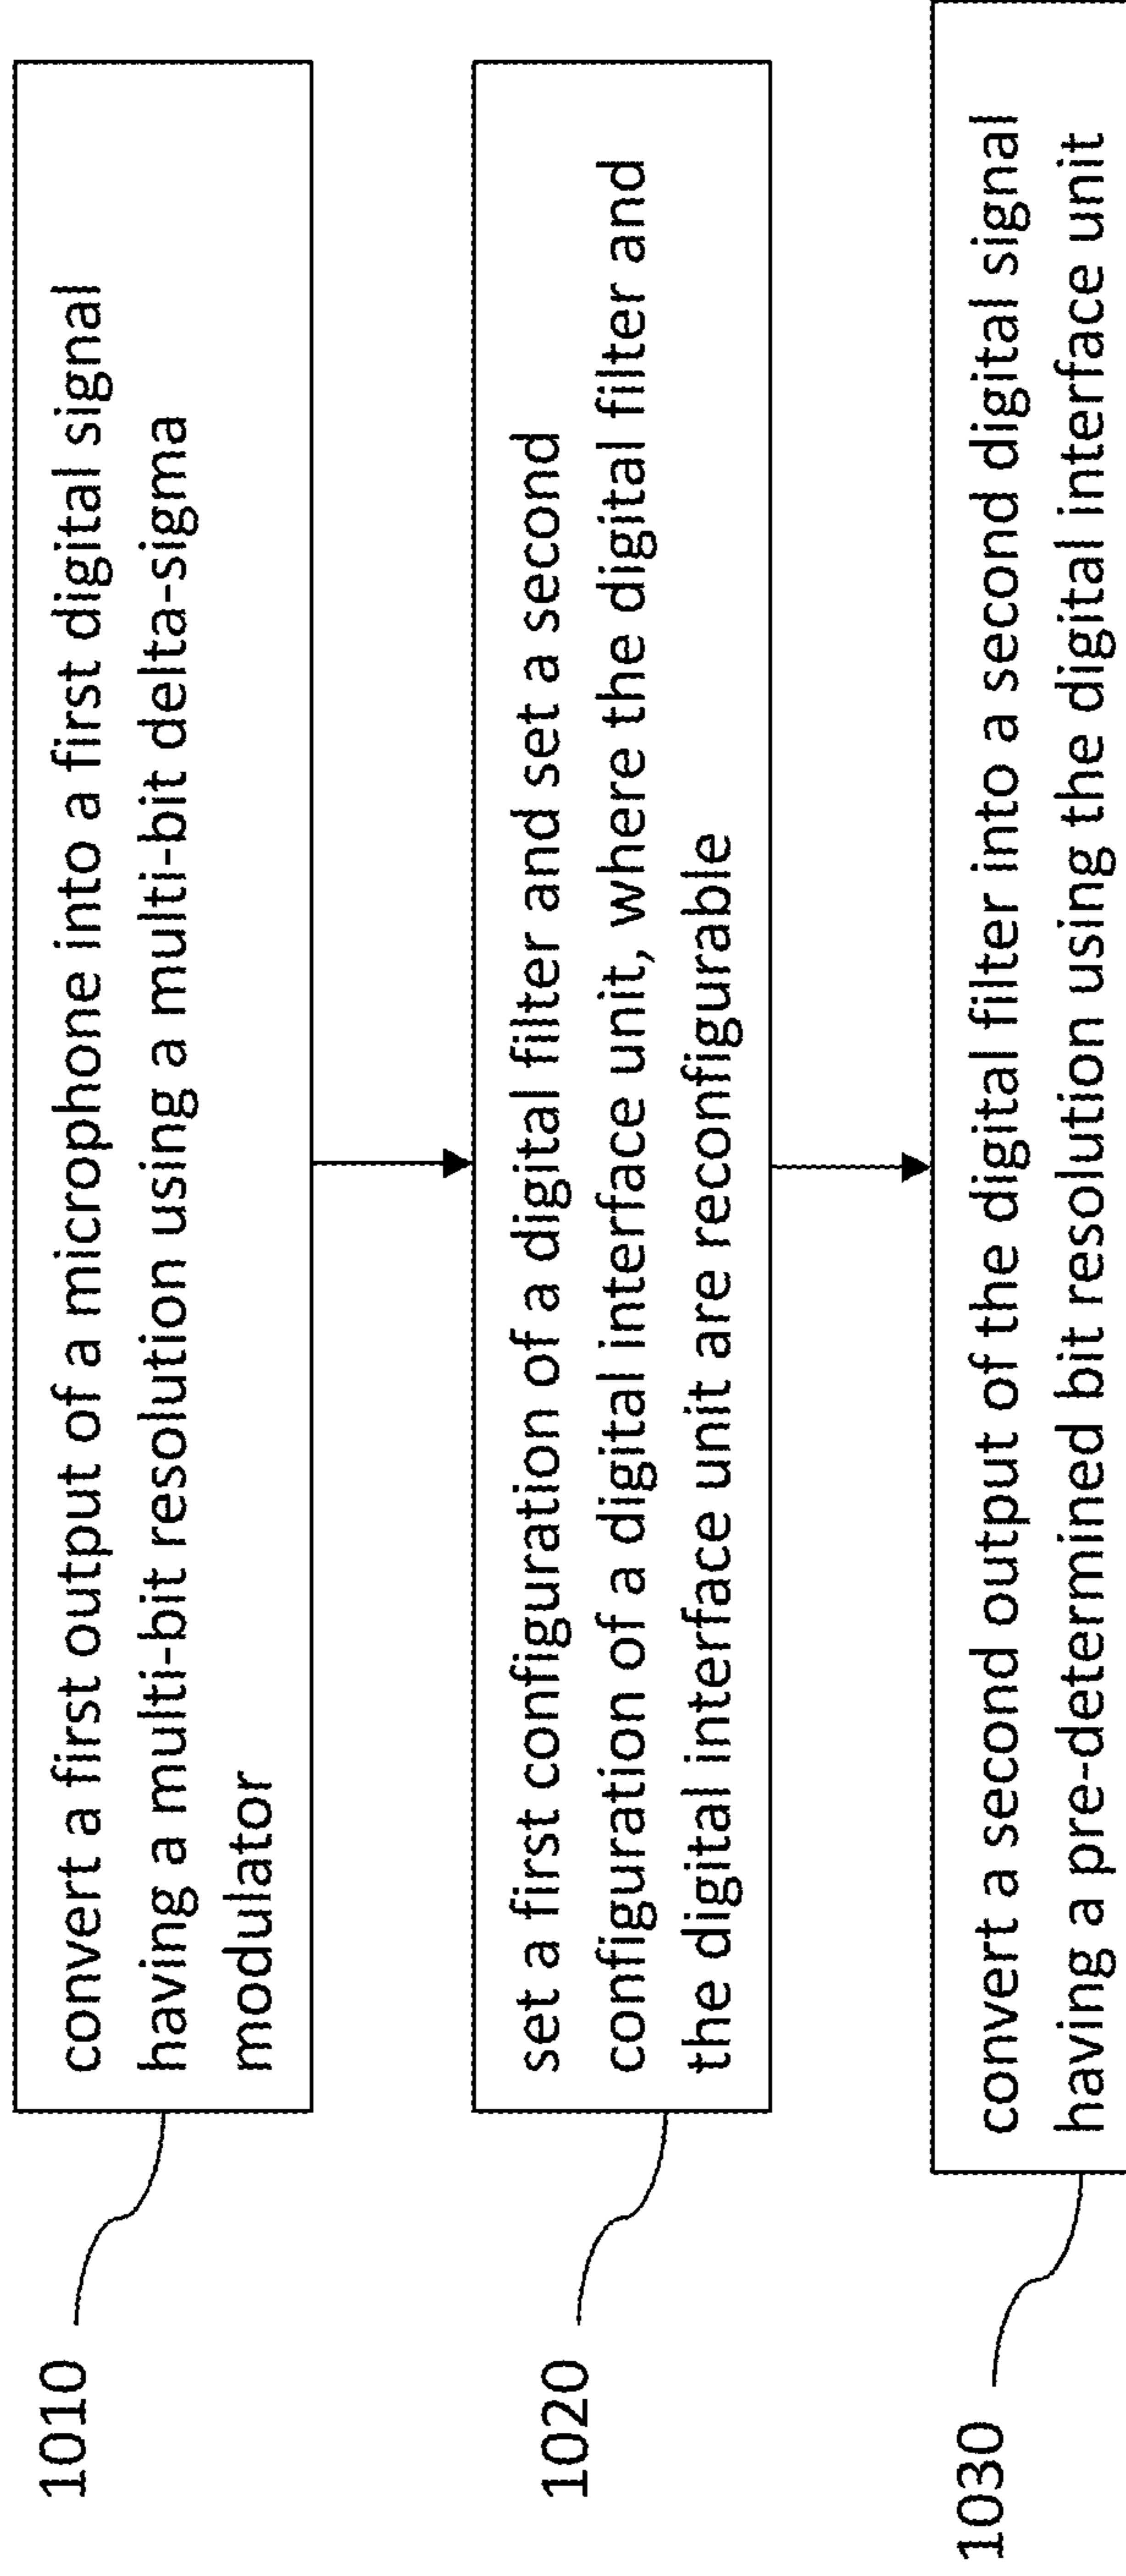 1010
convert a first output of a microphone into a first digital signal
having a multi-bit resolution using a multi-bit delta-sigma
modulator
1020
set a first configuration of a digital filter and set a second
configuration of a digital interface unit, where the digital filter and
the digital interface unit are reconfigurable
1030
convert a second output of the digital filter into a second digital signal
having a pre-determined bit resolution using the digital interface unit